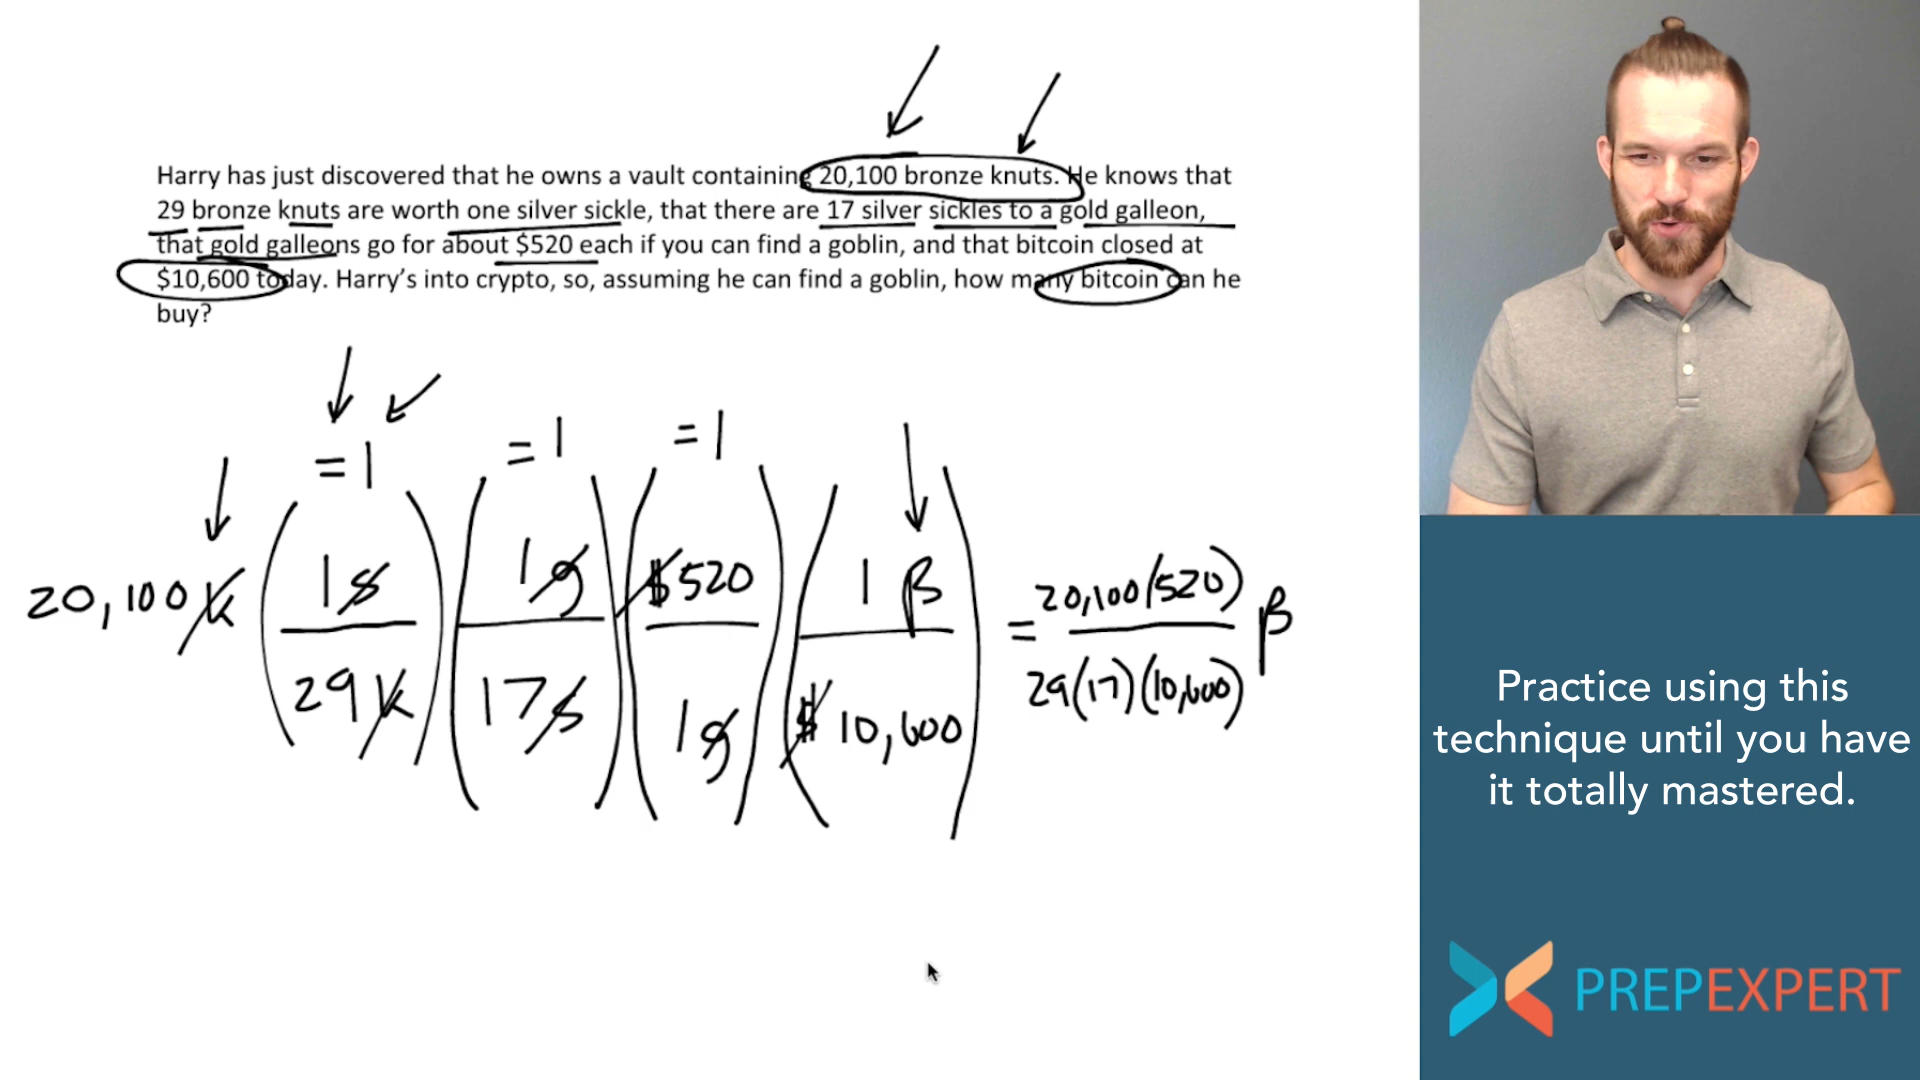 Harry has just discovered that he owns a vault containing 20,100 bronze knuts. He knows that
29 bronze knuts are worth one silver sickle, that there are 17 silver sickles to a gold galleon,
that gold galleons go for about $520 each if you can find a goblin, and that bitcoin closed at
$10,600 today. Harry's into crypto, so, assuming he can find a goblin, how many bitcoin can he
buy?
= 1 = 1 = 1
20,100 k (1 s / 29 k) (1 g / 17 s) ($520 / 1 g) (1 β / $10,600) = 20,100(520) / 29(17)(10,600) β
Practice using this
technique until you have
it totally mastered.
PREPEXPERT